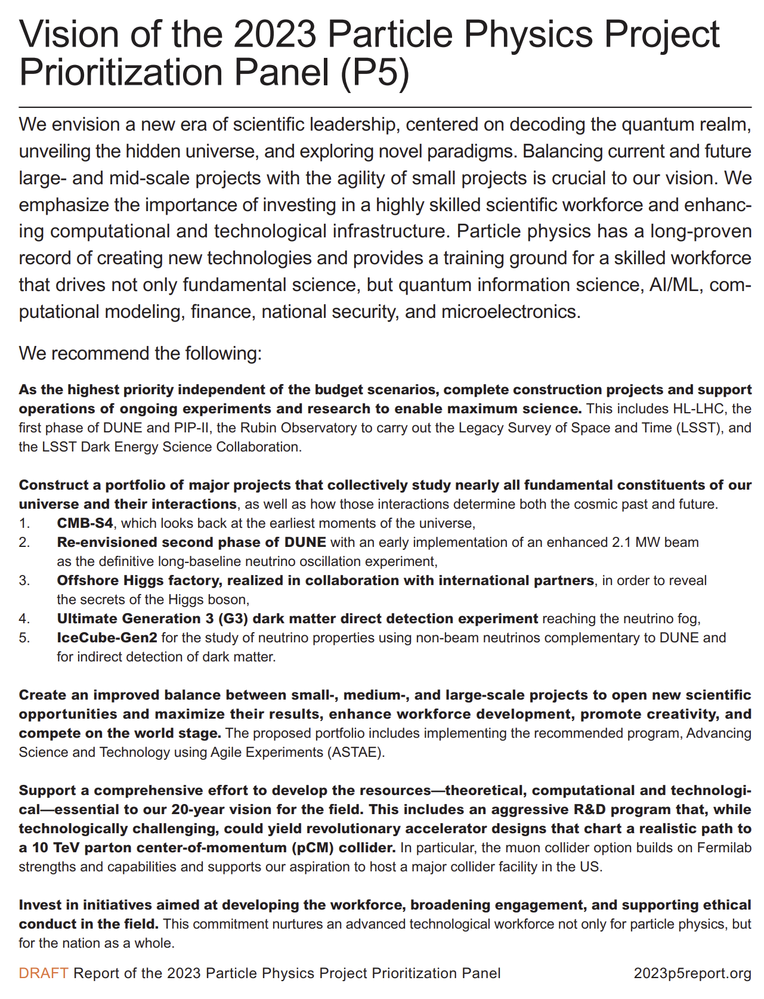 Vision of the 2023 Particle Physics Project
Prioritization Panel (P5)
We envision a new era of scientific leadership, centered on decoding the quantum realm,
unveiling the hidden universe, and exploring novel paradigms. Balancing current and future
large- and mid-scale projects with the agility of small projects is crucial to our vision. We
emphasize the importance of investing in a highly skilled scientific workforce and enhanc-
ing computational and technological infrastructure. Particle physics has a long-proven
record of creating new technologies and provides a training ground for a skilled workforce
that drives not only fundamental science, but quantum information science, AI/ML, com-
putational modeling, finance, national security, and microelectronics.
We recommend the following:
As the highest priority independent of the budget scenarios, complete construction projects and support
operations of ongoing experiments and research to enable maximum science. This includes HL-LHC, the
first phase of DUNE and PIP-II, the Rubin Observatory to carry out the Legacy Survey of Space and Time (LSST), and
the LSST Dark Energy Science Collaboration.
Construct a portfolio of major projects that collectively study nearly all fundamental constituents of our
universe and their interactions, as well as how those interactions determine both the cosmic past and future.
1. CMB-S4, which looks back at the earliest moments of the universe,
2. Re-envisioned second phase of DUNE with an early implementation of an enhanced 2.1 MW beam
as the definitive long-baseline neutrino oscillation experiment,
3. Offshore Higgs factory, realized in collaboration with international partners, in order to reveal
the secrets of the Higgs boson,
4. Ultimate Generation 3 (G3) dark matter direct detection experiment reaching the neutrino fog,
5. IceCube-Gen2 for the study of neutrino properties using non-beam neutrinos complementary to DUNE and
for indirect detection of dark matter.
Create an improved balance between small-, medium-, and large-scale projects to open new scientific
opportunities and maximize their results, enhance workforce development, promote creativity, and
compete on the world stage. The proposed portfolio includes implementing the recommended program, Advancing
Science and Technology using Agile Experiments (ASTAE).
Support a comprehensive effort to develop the resources—theoretical, computational and technologi-
cal—essential to our 20-year vision for the field. This includes an aggressive R&D program that, while
technologically challenging, could yield revolutionary accelerator designs that chart a realistic path to
a 10 TeV parton center-of-momentum (pCM) collider. In particular, the muon collider option builds on Fermilab
strengths and capabilities and supports our aspiration to host a major collider facility in the US.
Invest in initiatives aimed at developing the workforce, broadening engagement, and supporting ethical
conduct in the field. This commitment nurtures an advanced technological workforce not only for particle physics, but
for the nation as a whole.
DRAFT Report of the 2023 Particle Physics Project Prioritization Panel 2023p5report.org